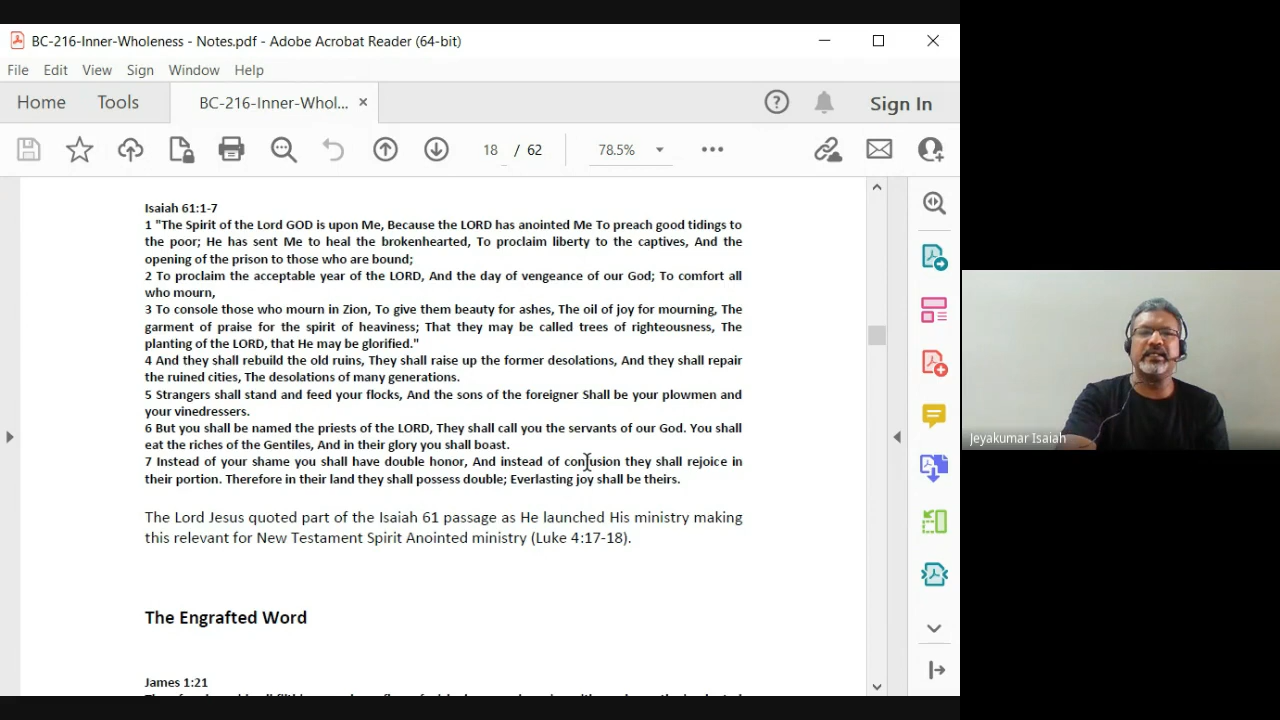 BC-216-Inner-Wholeness - Notes.pdf - Adobe Acrobat Reader (64-bit)
File Edit View Sign Window Help
Home Tools BC-216-Inner-Whol... × Sign In
18 / 62 78.5%
Isaiah 61:1-7
1 "The Spirit of the Lord GOD is upon Me, Because the LORD has anointed Me To preach good tidings to
the poor; He has sent Me to heal the brokenhearted, To proclaim liberty to the captives, And the
opening of the prison to those who are bound;
2 To proclaim the acceptable year of the LORD, And the day of vengeance of our God; To comfort all
who mourn,
3 To console those who mourn in Zion, To give them beauty for ashes, The oil of joy for mourning, The
garment of praise for the spirit of heaviness; That they may be called trees of righteousness, The
planting of the LORD, that He may be glorified."
4 And they shall rebuild the old ruins, They shall raise up the former desolations, And they shall repair
the ruined cities, The desolations of many generations.
5 Strangers shall stand and feed your flocks, And the sons of the foreigner Shall be your plowmen and
your vinedressers.
6 But you shall be named the priests of the LORD, They shall call you the servants of our God. You shall
eat the riches of the Gentiles, And in their glory you shall boast.
7 Instead of your shame you shall have double honor, And instead of confusion they shall rejoice in
their portion. Therefore in their land they shall possess double; Everlasting joy shall be theirs.
The Lord Jesus quoted part of the Isaiah 61 passage as He launched His ministry making
this relevant for New Testament Spirit Anointed ministry (Luke 4:17-18).
The Engrafted Word
James 1:21
Jeyakumar Isaiah